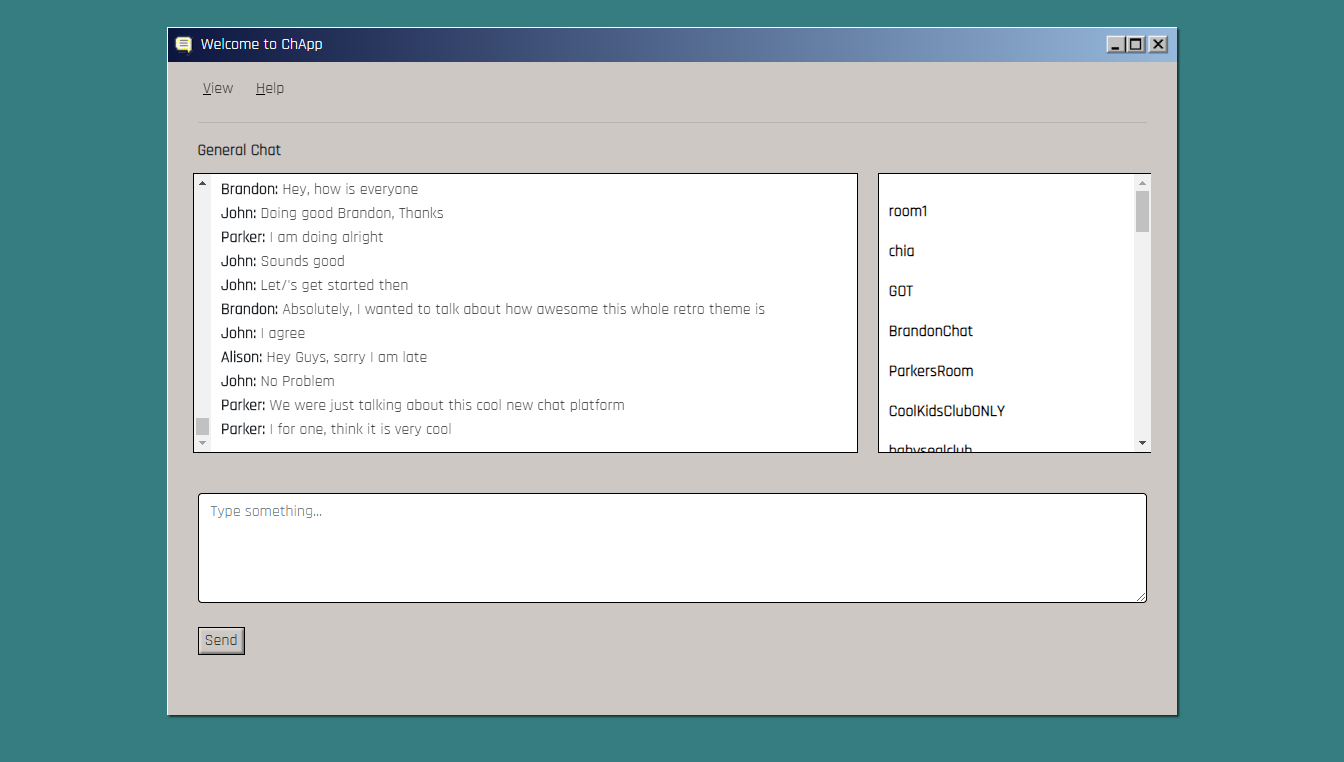 Welcome to ChApp
View Help
General Chat
Brandon: Hey, how is everyone
John: Doing good Brandon, Thanks
Parker: I am doing alright
John: Sounds good
John: Let/'s get started then
Brandon: Absolutely, I wanted to talk about how awesome this whole retro theme is
John: I agree
Alison: Hey Guys, sorry I am late
John: No Problem
Parker: We were just talking about this cool new chat platform
Parker: I for one, think it is very cool
room1
chia
GOT
BrandonChat
ParkersRoom
CoolKidsClubONLY
babysealclub
Type something...
Send